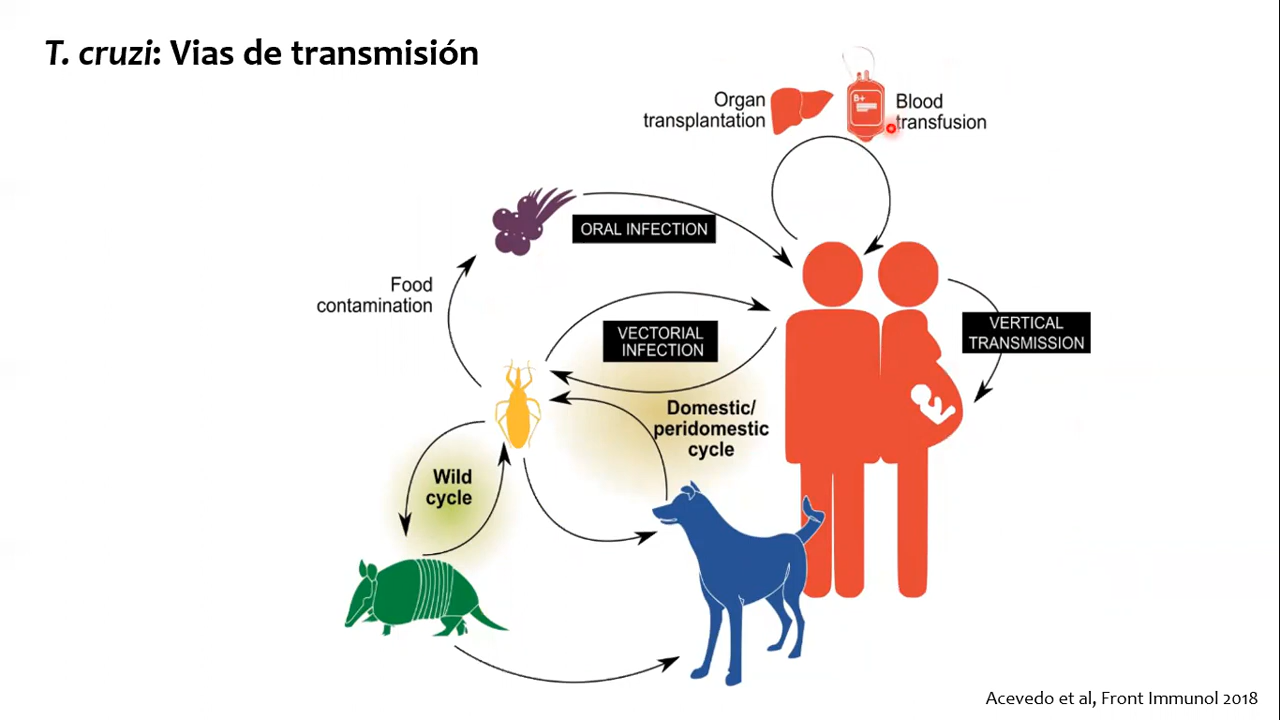 T. cruzi: Vias de transmisión
Organ
transplantation
B+
Blood
transfusion
ORAL INFECTION
Food
contamination
VECTORIAL
INFECTION
VERTICAL
TRANSMISSION
Domestic/
peridomestic
cycle
Wild
cycle
Acevedo et al, Front Immunol 2018